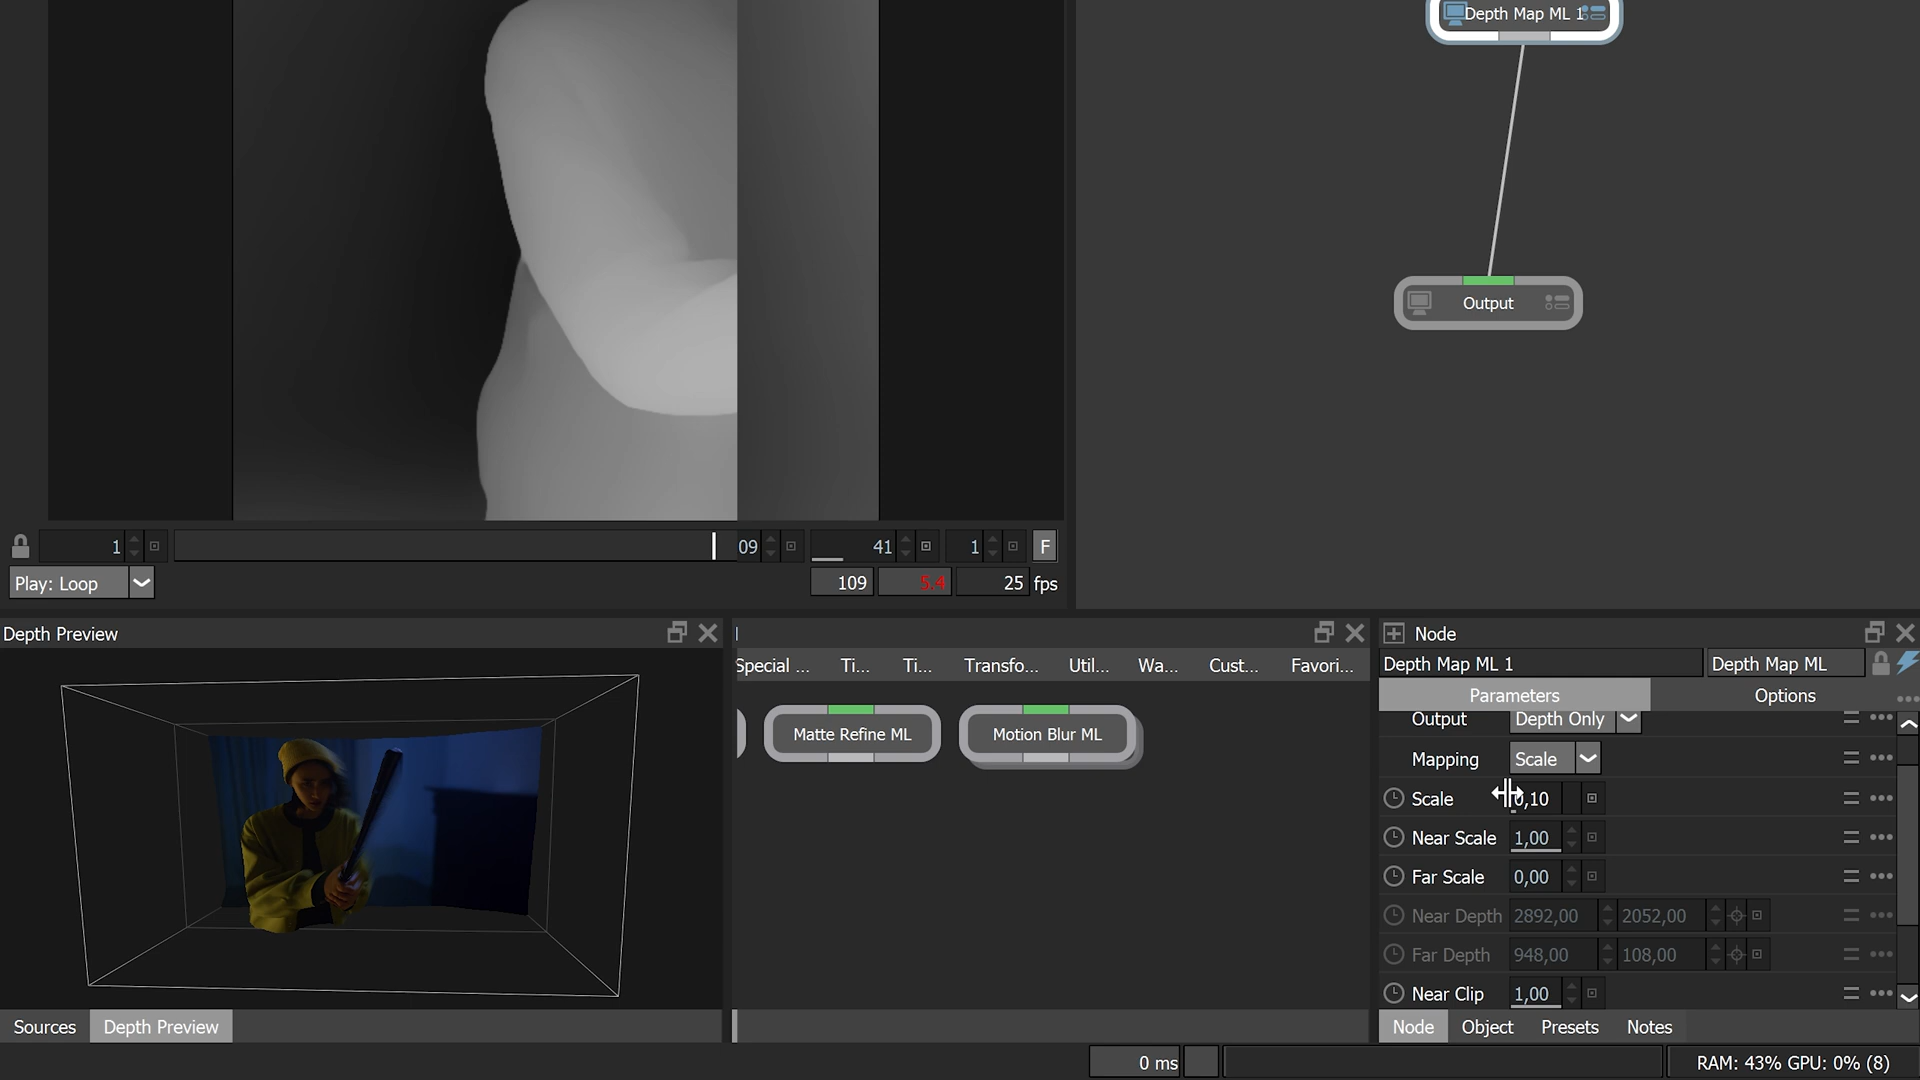 Depth Map ML 1
Output
1
09
41
1
F
Play: Loop
109
5.4
25 fps
Depth Preview
Node
Special ...
Ti...
Ti...
Transfo...
Util...
Wa...
Cust...
Favori...
Depth Map ML 1
Depth Map ML
Parameters
Options
Matte Refine ML
Motion Blur ML
Output
Depth Only
Mapping
Scale
Scale
0,10
Near Scale
1,00
Far Scale
0,00
Near Depth
2892,00
2052,00
Far Depth
948,00
108,00
Near Clip
1,00
Sources
Depth Preview
Node
Object
Presets
Notes
0 ms
RAM: 43% GPU: 0% (8)